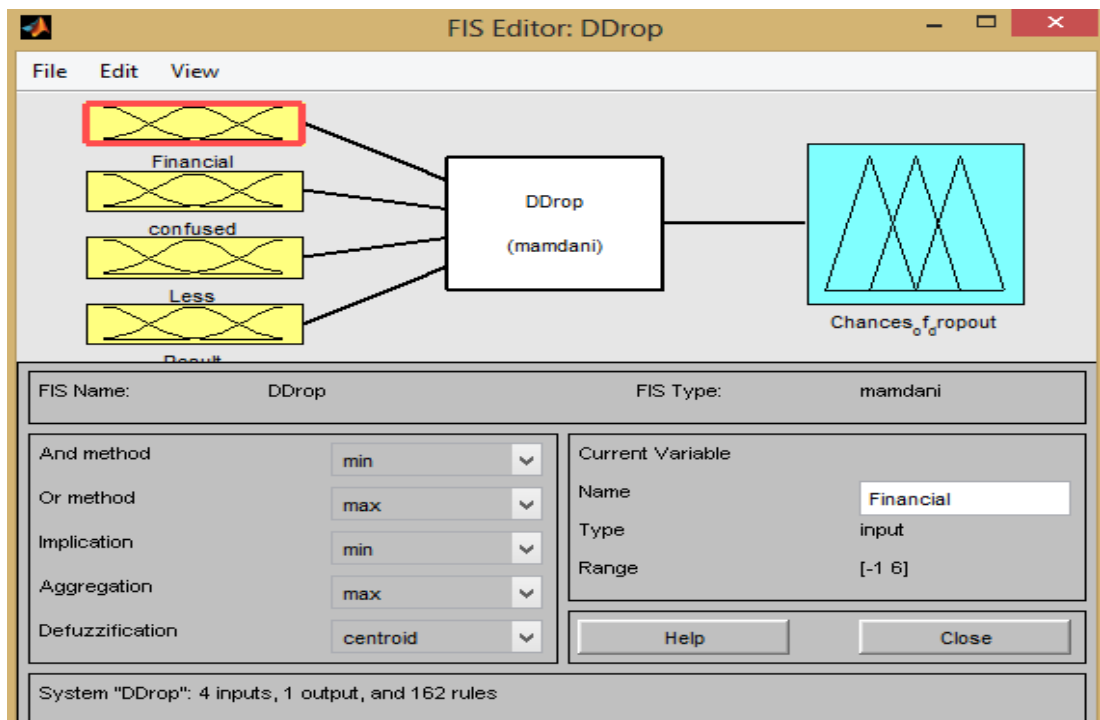 FIS Editor: DDrop
File Edit View
Financial
confused
Less
Result
DDrop
(mamdani)
Chances_of_dropout
FIS Name: DDrop FIS Type: mamdani
And method min
Or method max
Implication min
Aggregation max
Defuzzification centroid
Current Variable
Name Financial
Type input
Range [-1 6]
Help Close
System "DDrop": 4 inputs, 1 output, and 162 rules